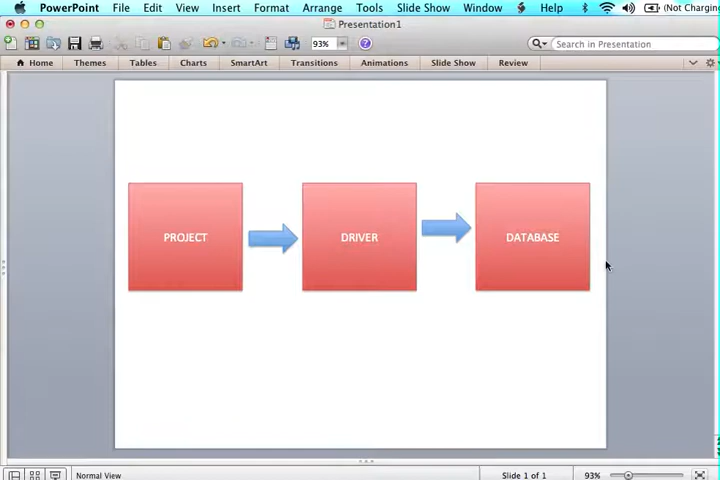 PowerPoint File Edit View Insert Format Arrange Tools Slide Show Window Help (Not Charging
Presentation1
93% Search in Presentation
Home Themes Tables Charts SmartArt Transitions Animations Slide Show Review
PROJECT DRIVER DATABASE
Normal View Slide 1 of 1 93%